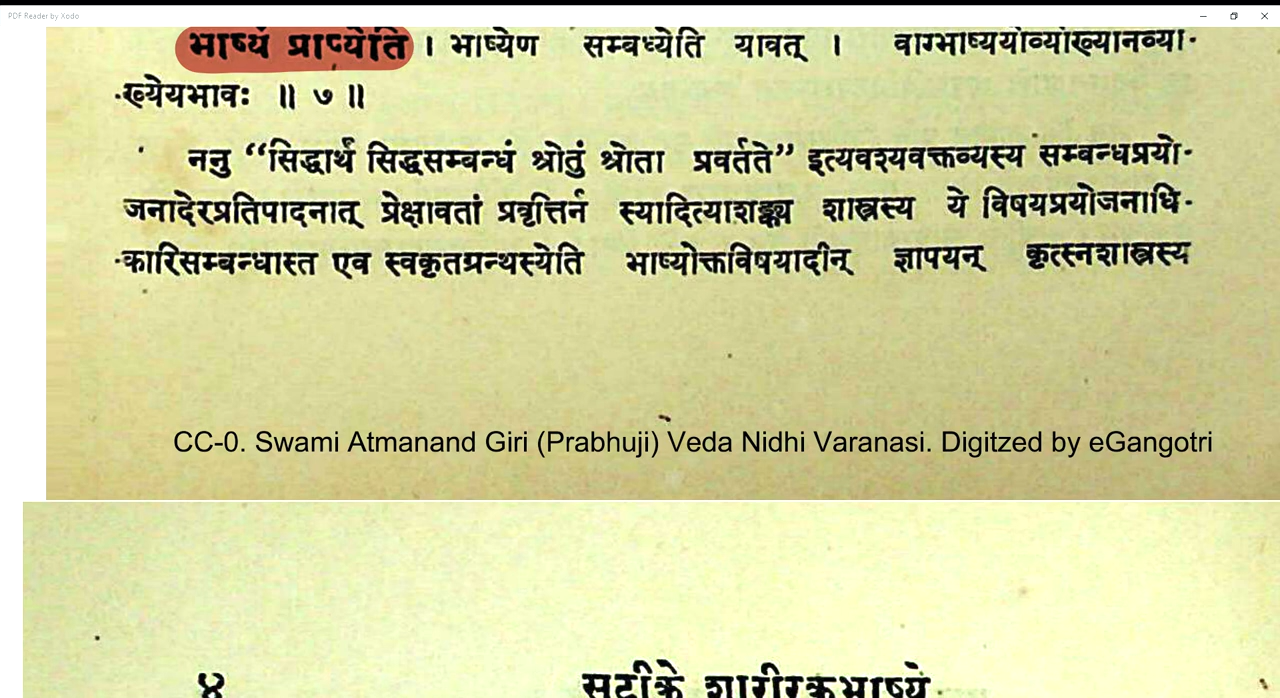 PDF Reader by Xodo
भाष्यं प्राप्येति । भाष्येण सम्बध्येति यावत् । वाग्भाष्ययोर्व्याख्यानव्या-
-ख्येयभावः ॥ ७ ॥
ननु “सिद्धार्थं सिद्धसम्बन्धं श्रोतुं श्रोता प्रवर्तते” इत्यवश्यवक्तव्यस्य सम्बन्धप्रयो-
जनादेरप्रतिपादनात् प्रेक्षावतां प्रवृत्तिर्न स्यादित्याशङ्क्य शास्त्रस्य ये विषयप्रयोजनाधि-
-कारिसम्बन्धास्त एव स्वकृतग्रन्थस्येति भाष्योक्तविषयादीन् ज्ञापयन् कृत्स्नशास्त्रस्य
CC-0. Swami Atmanand Giri (Prabhuji) Veda Nidhi Varanasi. Digitzed by eGangotri
४ सटीके शारीरकभाष्ये